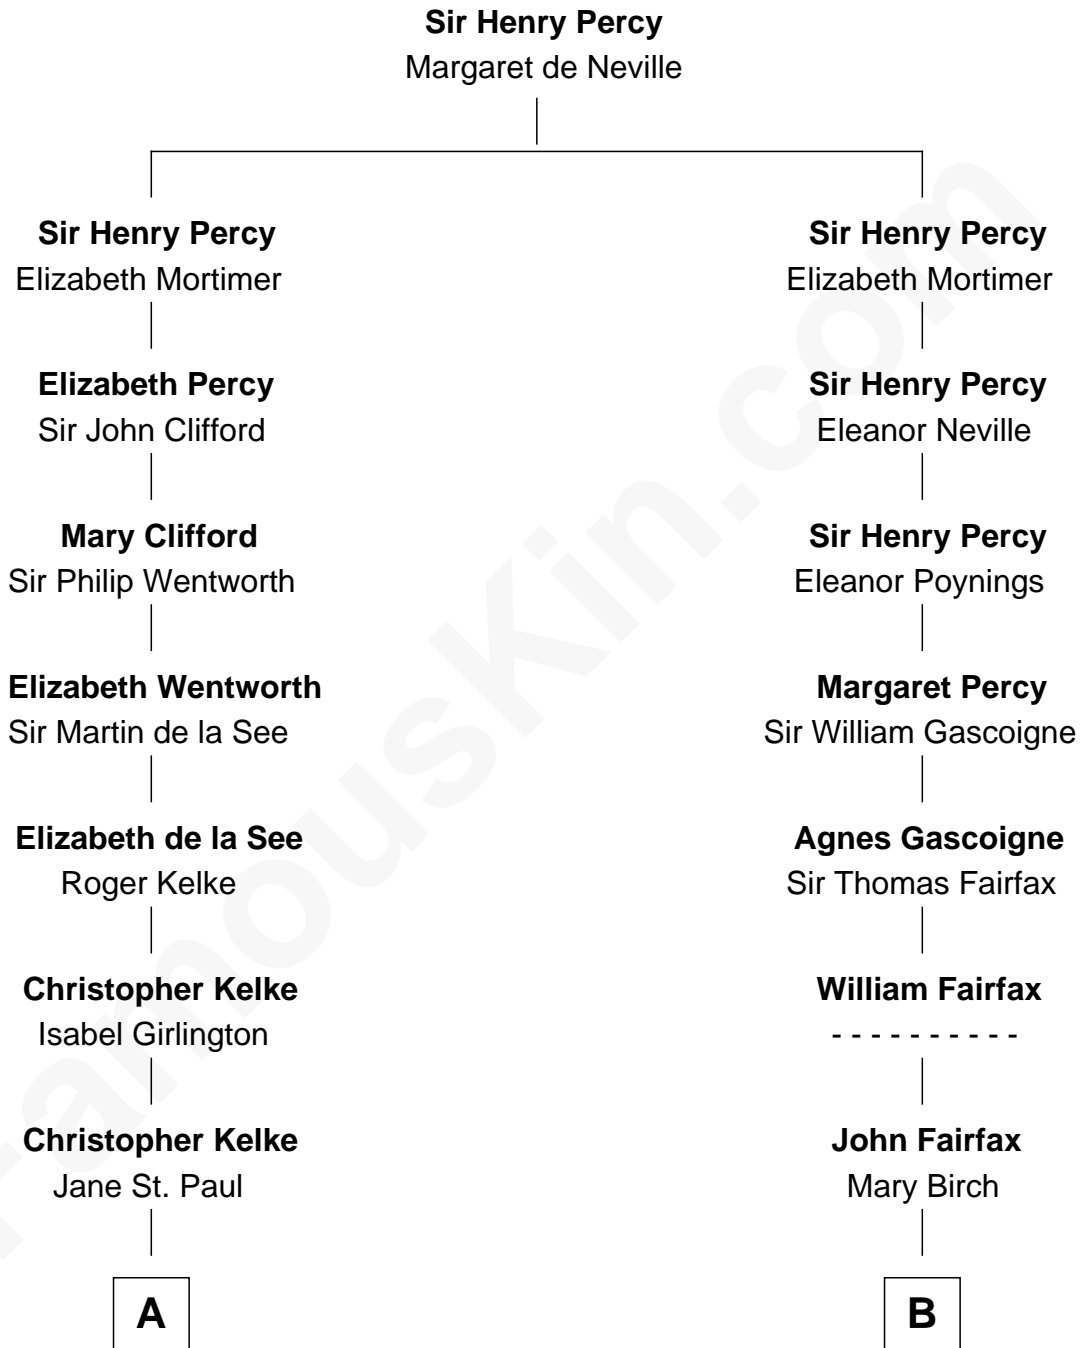 Sir Henry Percy
Margaret de Neville
Sir Henry Percy
Elizabeth Mortimer
Elizabeth Percy
Sir John Clifford
Mary Clifford
Sir Philip Wentworth
Elizabeth Wentworth
Sir Martin de la See
Elizabeth de la See
Roger Kelke
Christopher Kelke
Isabel Girlington
Christopher Kelke
Jane St. Paul
A
Sir Henry Percy
Elizabeth Mortimer
Sir Henry Percy
Eleanor Neville
Sir Henry Percy
Eleanor Poynings
Margaret Percy
Sir William Gascoigne
Agnes Gascoigne
Sir Thomas Fairfax
William Fairfax
- - - - - - - - - -
John Fairfax
Mary Birch
B
FamousKin.com